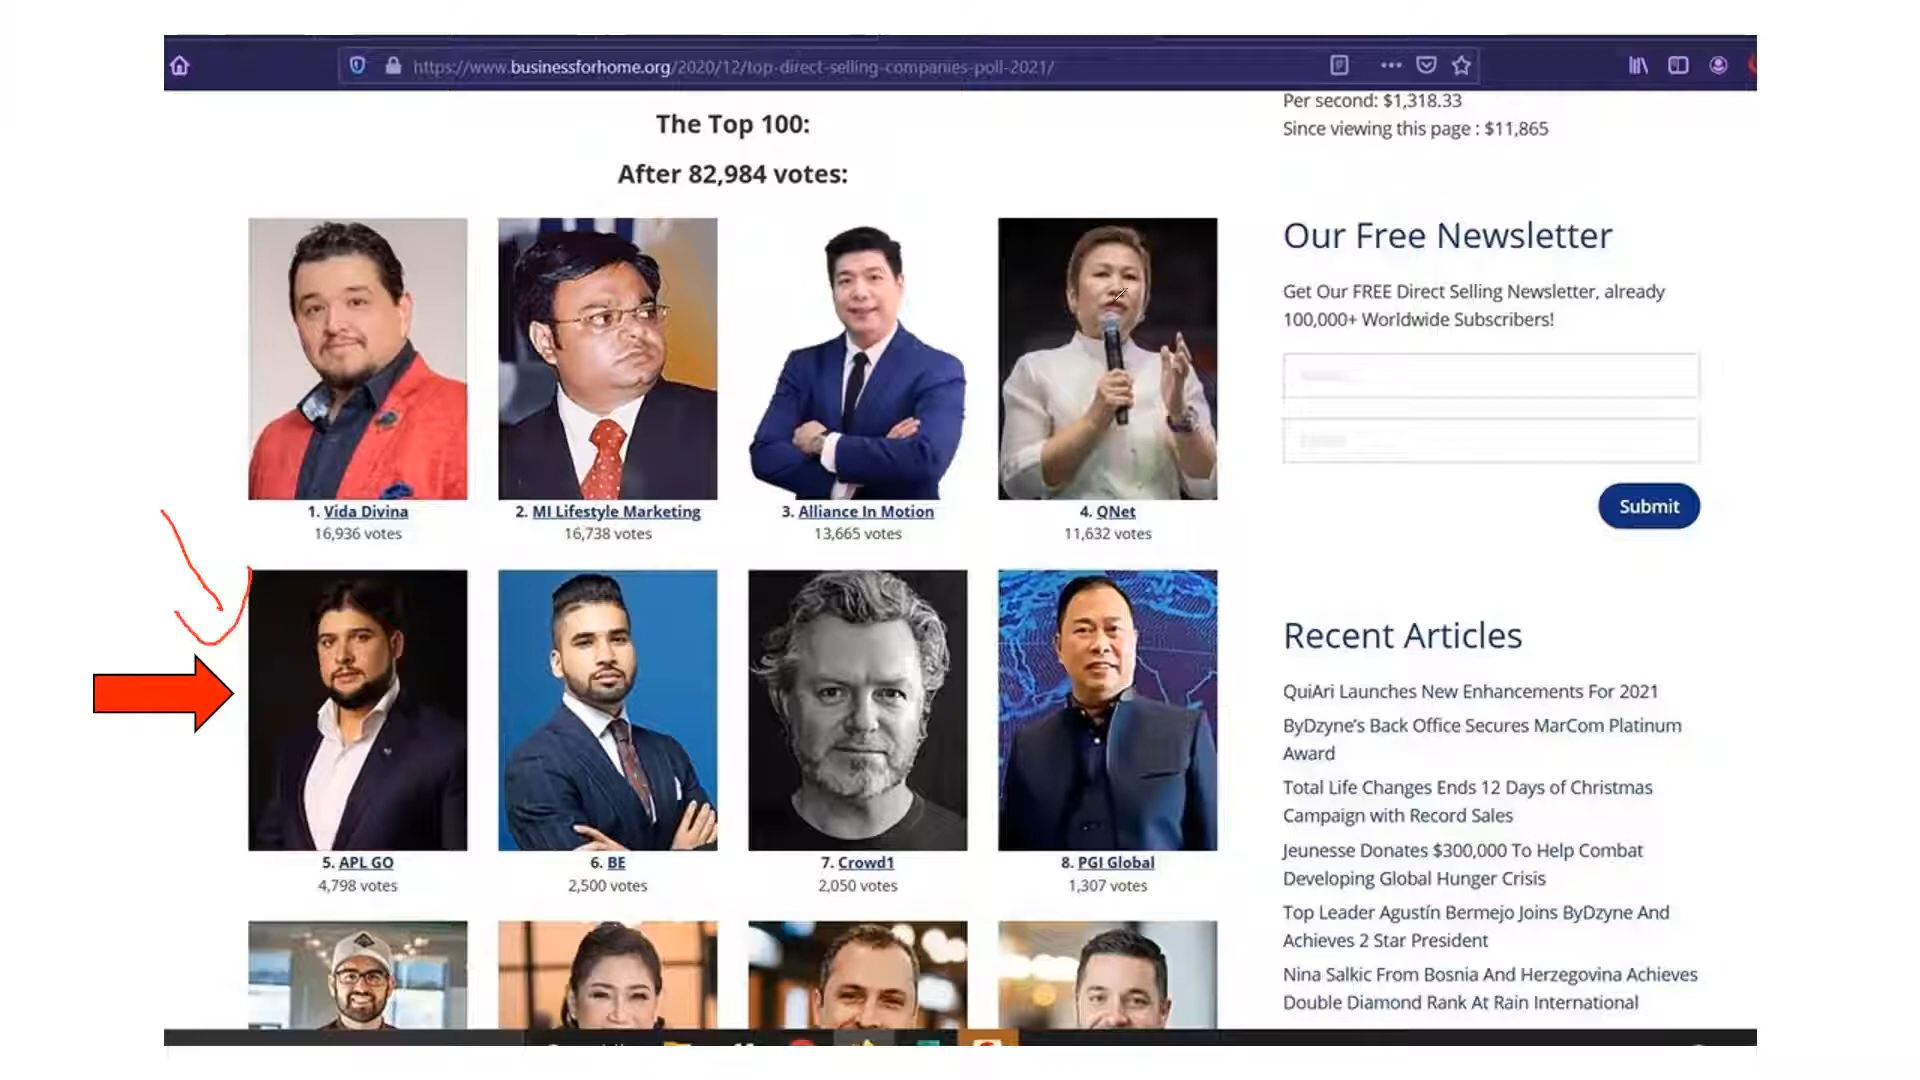 https://www.businessforhome.org/2020/12/top-direct-selling-companies-poll-2021/
The Top 100:
After 82,984 votes:
1. Vida Divina
16,936 votes
2. MI Lifestyle Marketing
16,738 votes
3. Alliance In Motion
13,665 votes
4. QNet
11,632 votes
5. APL GO
4,798 votes
6. BE
2,500 votes
7. Crowd1
2,050 votes
8. PGI Global
1,307 votes
Per second: $1,318.33
Since viewing this page : $11,865
Our Free Newsletter
Get Our FREE Direct Selling Newsletter, already
100,000+ Worldwide Subscribers!
Submit
Recent Articles
QuiAri Launches New Enhancements For 2021
ByDzyne's Back Office Secures MarCom Platinum
Award
Total Life Changes Ends 12 Days of Christmas
Campaign with Record Sales
Jeunesse Donates $300,000 To Help Combat
Developing Global Hunger Crisis
Top Leader Agustín Bermejo Joins ByDzyne And
Achieves 2 Star President
Nina Salkic From Bosnia And Herzegovina Achieves
Double Diamond Rank At Rain International